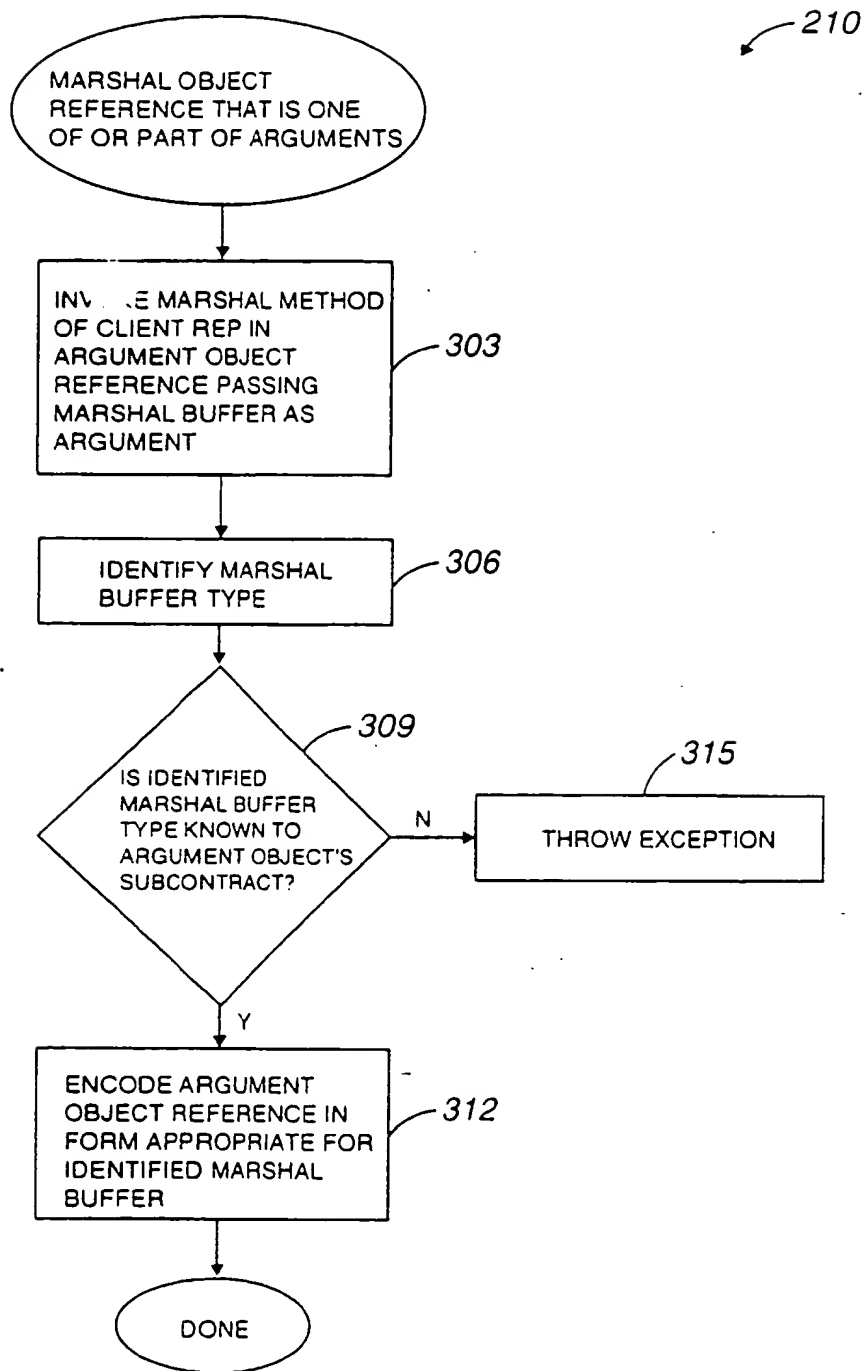 210
MARSHAL OBJECT
REFERENCE THAT IS ONE
OF OR PART OF ARGUMENTS
MARSHAL METHOD
OF CLIENT REP IN
ARGUMENT OBJECT
REFERENCE PASSING
MARSHAL BUFFER AS
ARGUMENT
303
IDENTIFY MARSHAL
BUFFER TYPE
306
309
IS IDENTIFIED
MARSHAL BUFFER
TYPE KNOWN TO
ARGUMENT OBJECT'S
SUBCONTRACT?
N
315
THROW EXCEPTION
Y
ENCODE ARGUMENT
OBJECT REFERENCE IN
FORM APPROPRIATE FOR
IDENTIFIED MARSHAL
BUFFER
312
DONE